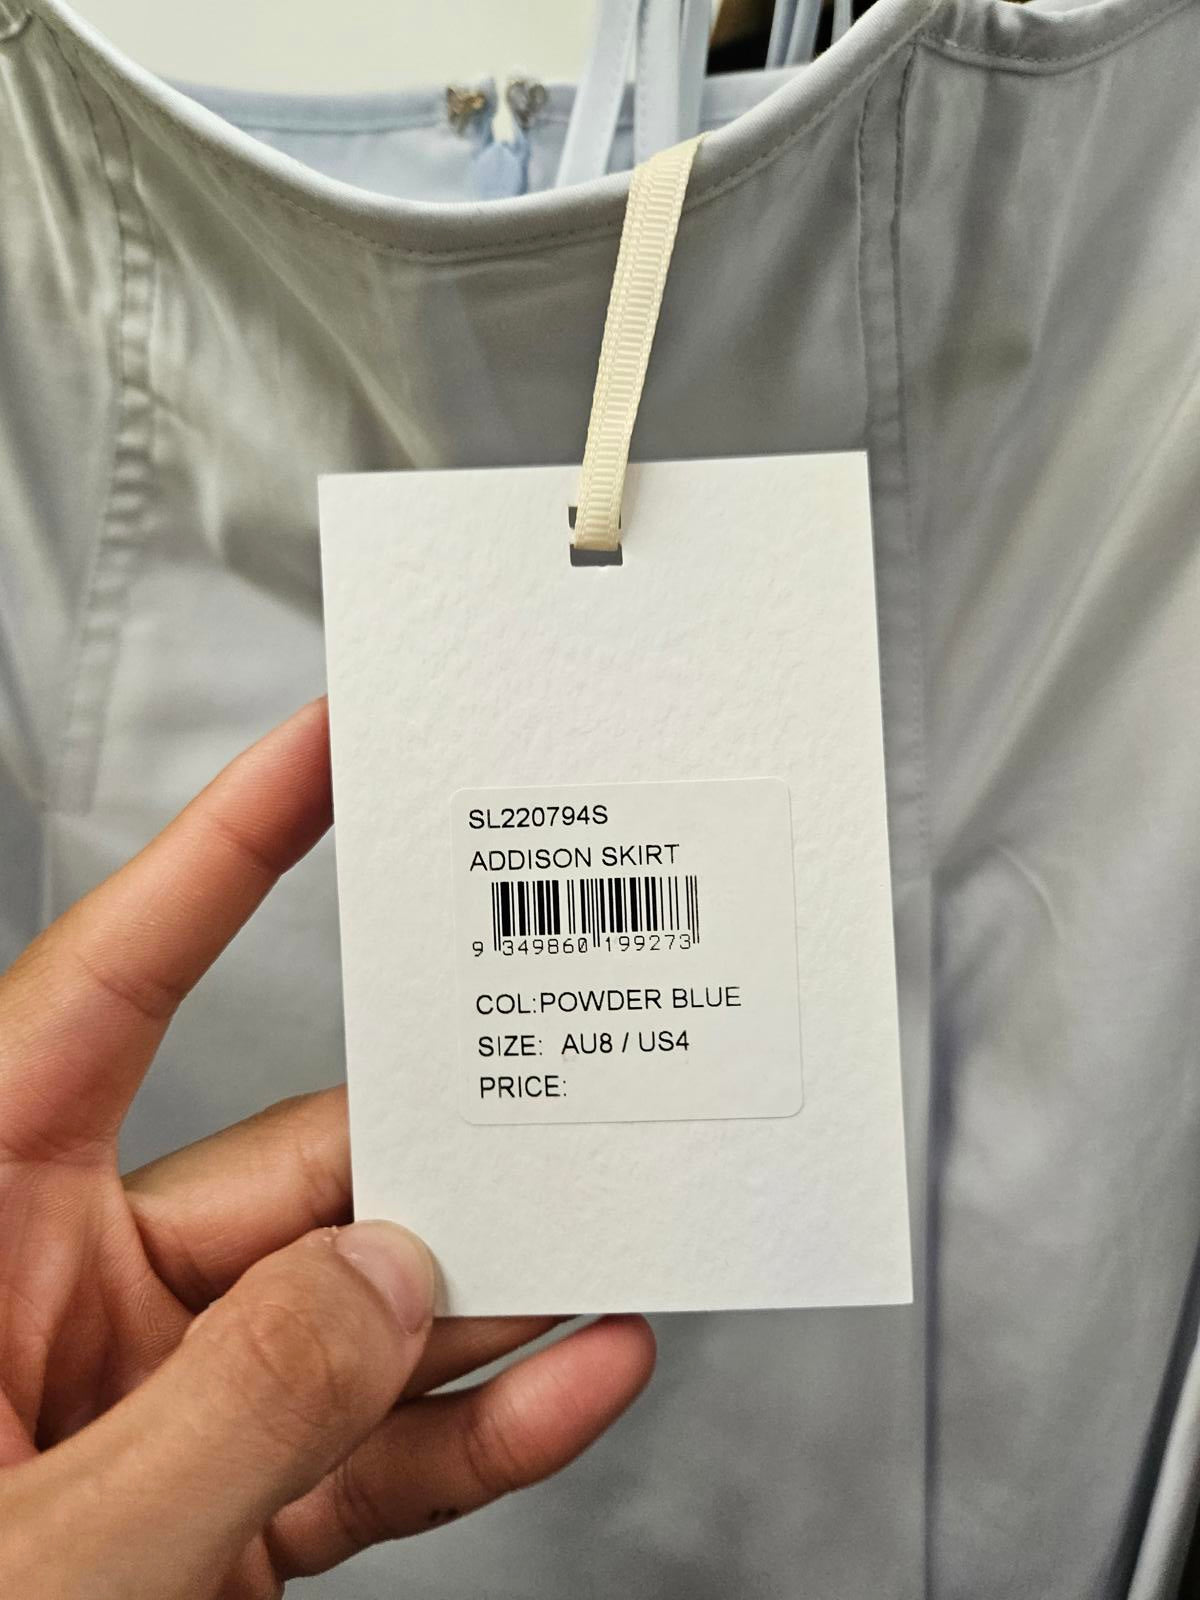 SL220794S
ADDISON SKIRT
9 349860 199273
COL:POWDER BLUE
SIZE: AU8 / US4
PRICE: